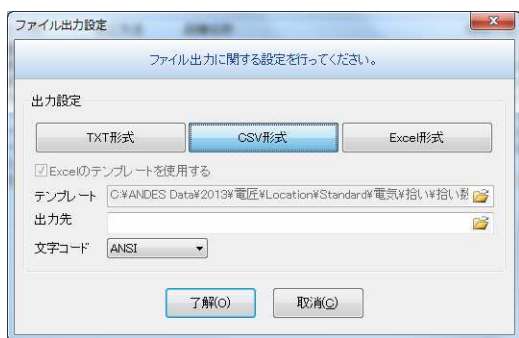 ファイル出力設定
ファイル出力に関する設定を行ってください。
出力設定
TXT形式 CSV形式 Excel形式
Excelのテンプレートを使用する
テンプレート C:¥ANDES Data¥2013¥電匠¥Location¥Standard¥電気¥拾い¥拾い
出力先
文字コード ANSI
了解(O) 取消(C)